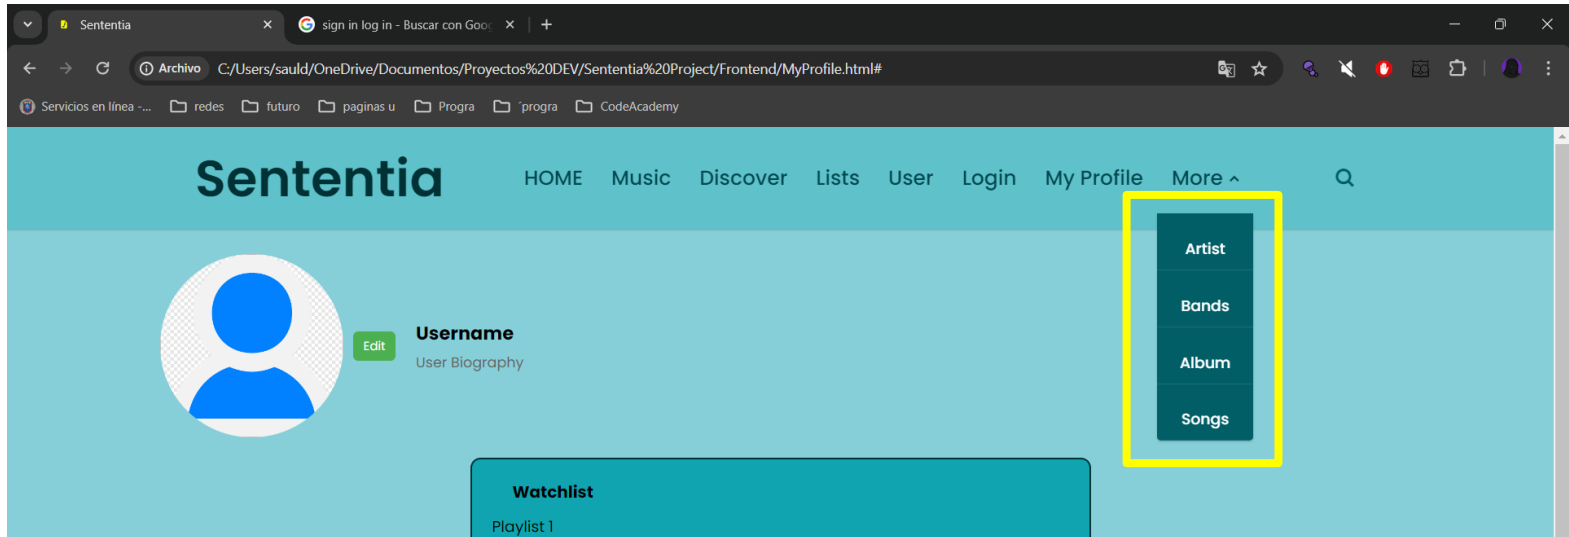 Sententia
sign in log in - Buscar con Goog
Archivo C:/Users/sauld/OneDrive/Documentos/Proyectos%20DEV/Sententia%20Project/Frontend/MyProfile.html#
Servicios en línea -... redes futuro paginas u Progra ´progra CodeAcademy
Sententia HOME Music Discover Lists User Login My Profile More
Artist
Bands
Album
Songs
Edit
Username
User Biography
Watchlist
Playlist 1